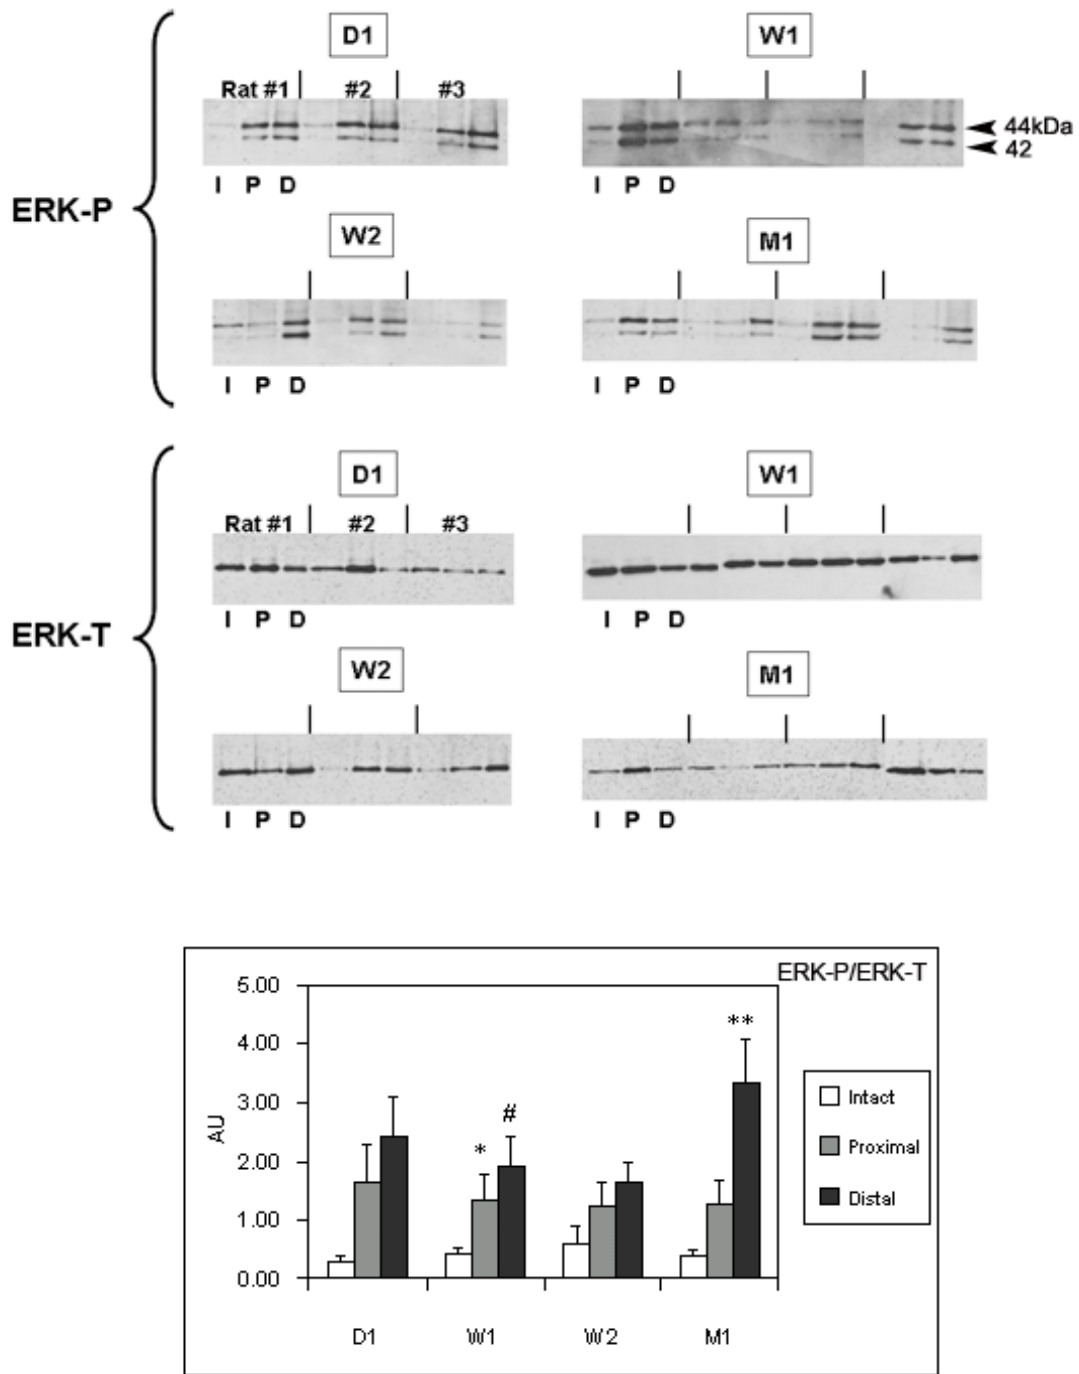 D1
W1
Rat #1 #2 #3
44kDa
42
I P D
I P D
ERK-P
W2
M1
I P D
I P D
D1
W1
Rat #1 #2 #3
I P D
I P D
ERK-T
W2
M1
I P D
I P D
ERK-P/ERK-T
5.00
4.00
3.00
2.00
1.00
0.00
AU
* # **
Intact
Proximal
Distal
D1 W1 W2 M1